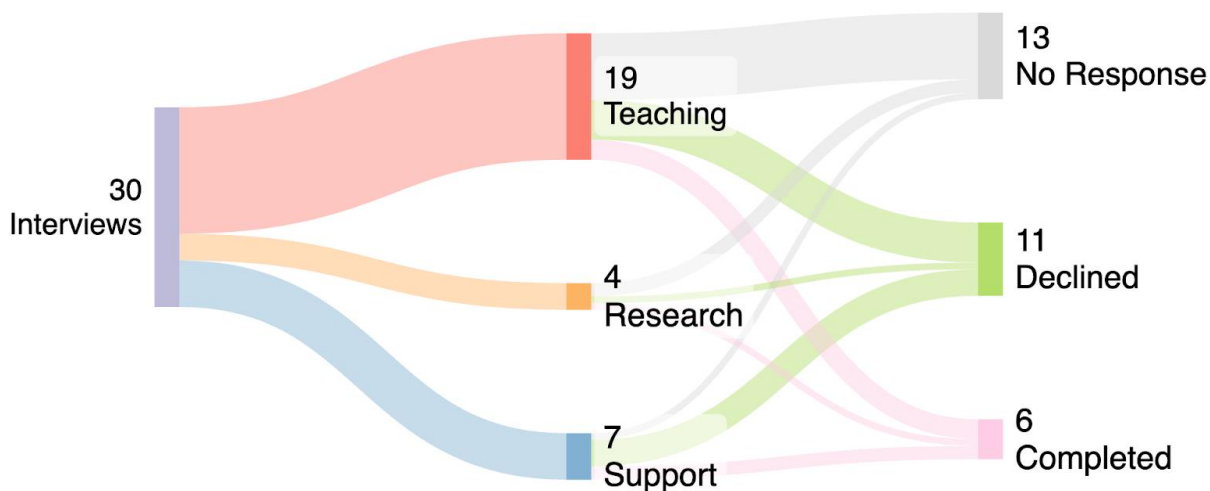 30
Interviews
19
Teaching
4
Research
7
Support
13
No Response
11
Declined
6
Completed